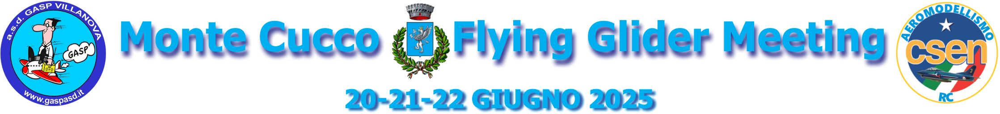 a.s.d. GASP VILLANOVA
GASP
www.gaspasd.it
Monte Cucco Flying Glider Meeting
20-21-22 GIUGNO 2025
AEROMODELLISMO
csen
3
RC